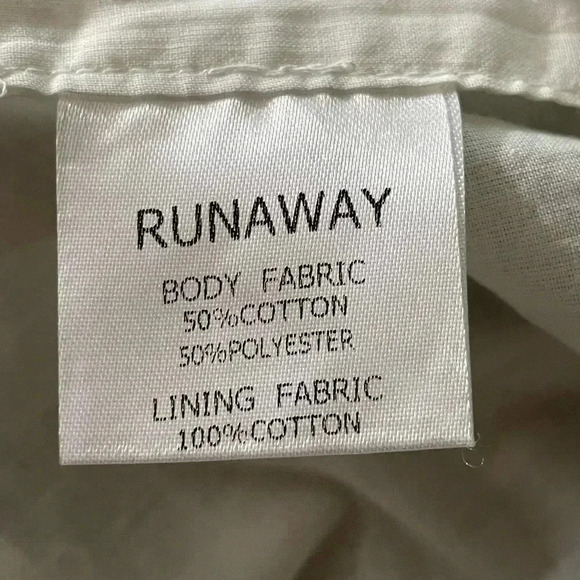 RUNAWAY
BODY FABRIC
50%COTTON
50%POLYESTER
LINING FABRIC
100%COTTON